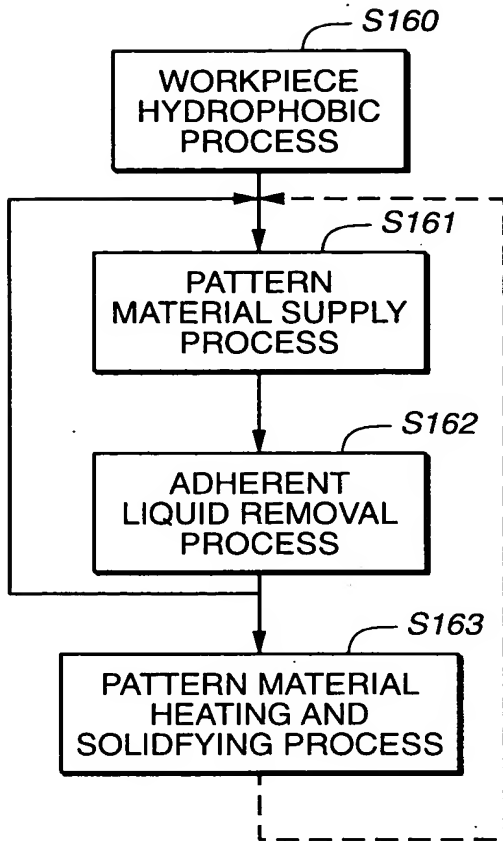 S160
WORKPIECE
HYDROPHOBIC
PROCESS
S161
PATTERN
MATERIAL SUPPLY
PROCESS
S162
ADHERENT
LIQUID REMOVAL
PROCESS
S163
PATTERN MATERIAL
HEATING AND
SOLIDFYING PROCESS